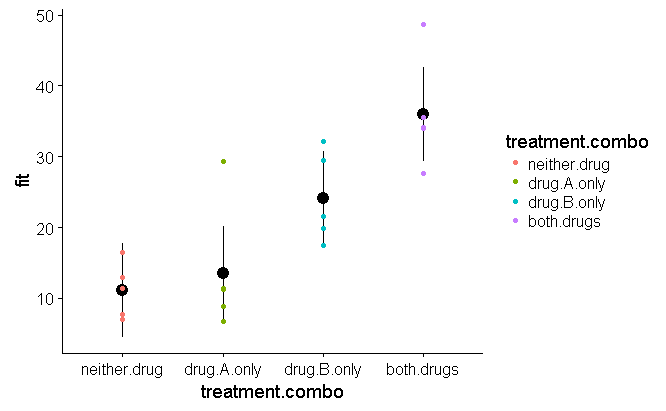 50
40
30
20
10
fit
neither.drug drug.A.only drug.B.only both.drugs
treatment.combo
treatment.combo
neither.drug
drug.A.only
drug.B.only
both.drugs